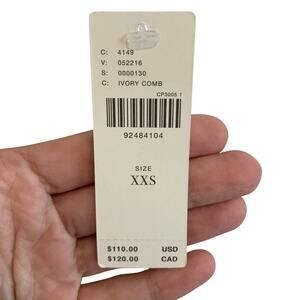 C: 4149
V: 052216
S: 0000130
C: IVORY COMB
CP3005 1
92484104
SIZE
XXS
$110.00 USD
$120.00 CAD